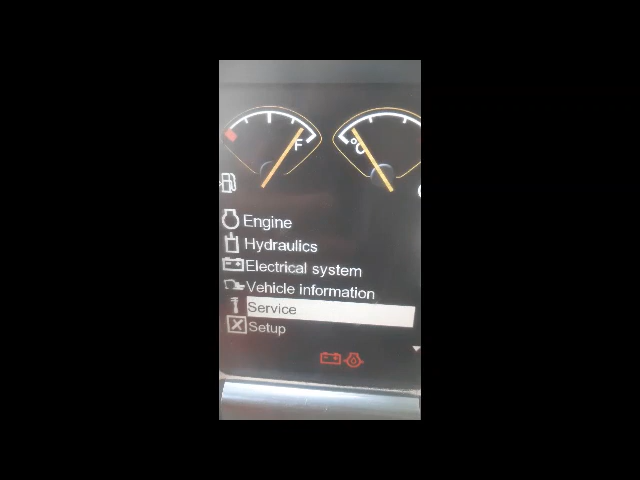 F
°C
Engine
Hydraulics
Electrical system
Vehicle information
Service
Setup